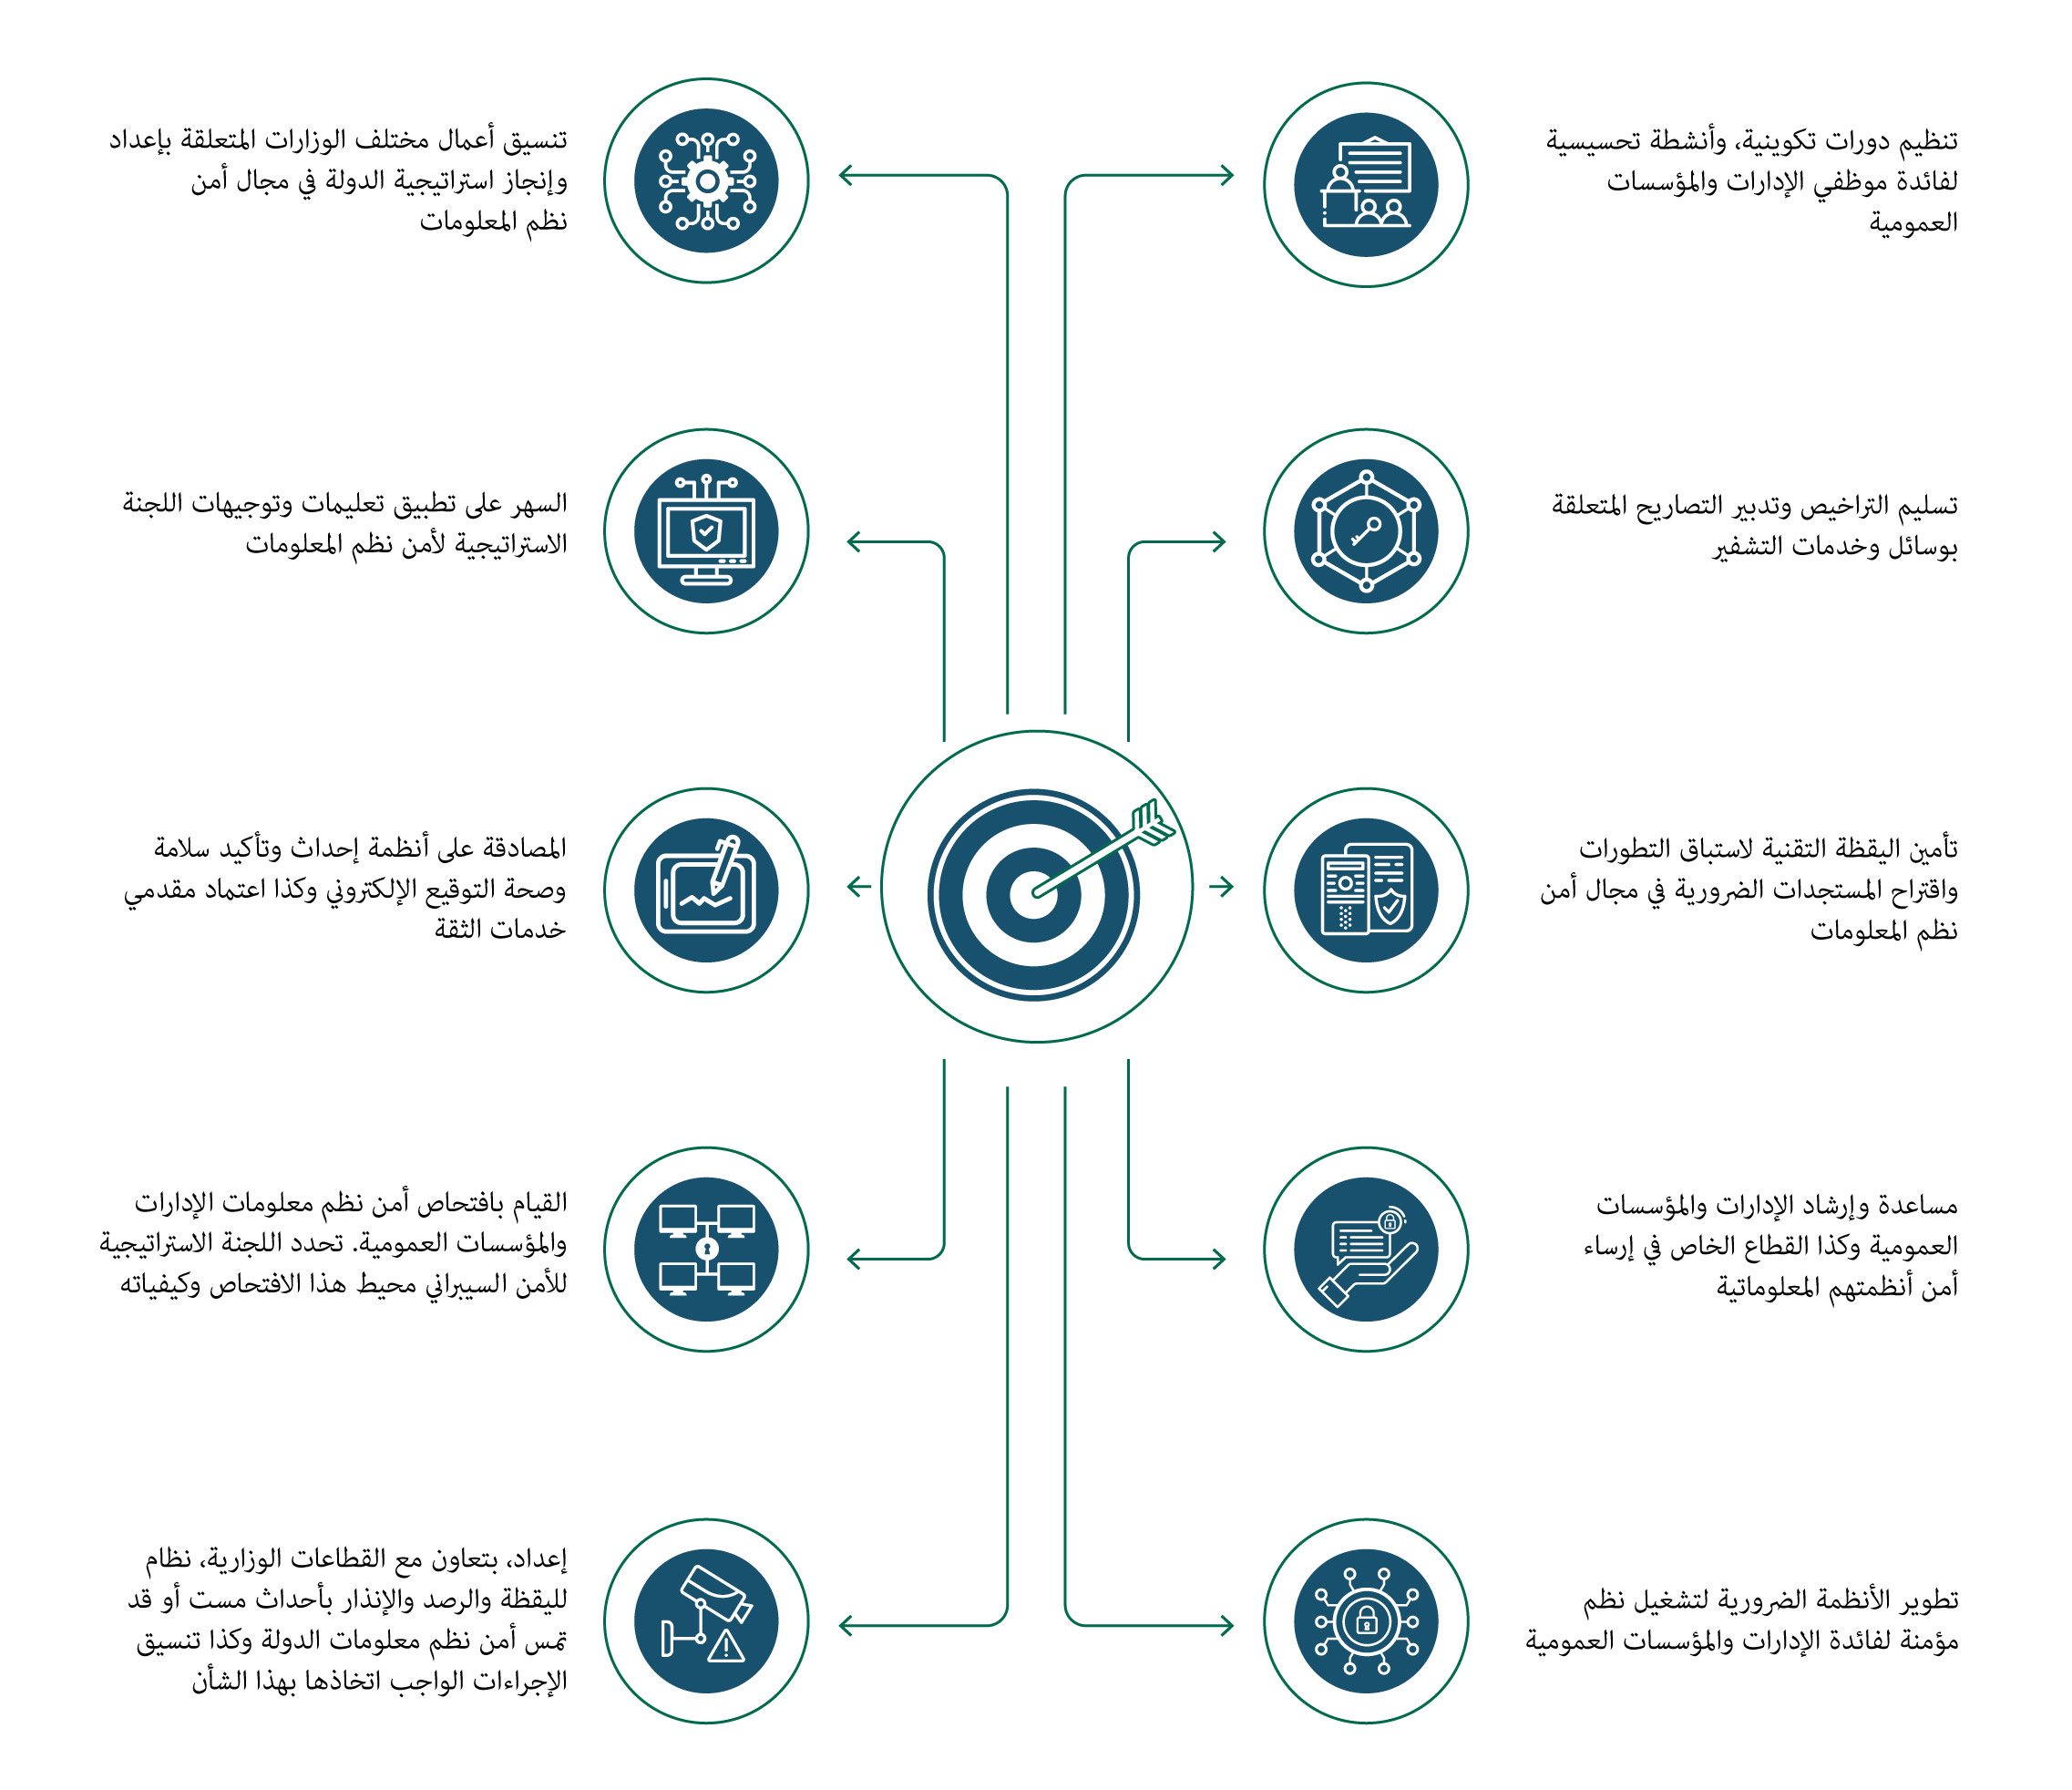 تنظيم دورات تكوينية، وأنشطة تحسيسية
لفائدة موظفي الإدارات والمؤسسات
العمومية
تنسيق أعمال مختلف الوزارات المتعلقة بإعداد
وإنجاز استراتيجية الدولة في مجال أمن
نظم المعلومات
تسليم التراخيص وتدبير التصاريح المتعلقة
بوسائل وخدمات التشفير
السهر على تطبيق تعليمات وتوجيهات اللجنة
الاستراتيجية لأمن نظم المعلومات
تأمين اليقظة التقنية لاستباق التطورات
واقتراح المستجدات الضرورية في مجال أمن
نظم المعلومات
المصادقة على أنظمة إحداث وتأكيد سلامة
وصحة التوقيع الإلكتروني وكذا اعتماد مقدمي
خدمات الثقة
مساعدة وإرشاد الإدارات والمؤسسات
العمومية وكذا القطاع الخاص في إرساء
أمن أنظمتهم المعلوماتية
القيام بافتحاص أمن نظم معلومات الإدارات
والمؤسسات العمومية. تحدد اللجنة الاستراتيجية
للأمن السيبراني محيط هذا الافتحاص وكيفياته
تطوير الأنظمة الضرورية لتشغيل نظم
مؤمنة لفائدة الإدارات والمؤسسات العمومية
إعداد، بتعاون مع القطاعات الوزارية، نظام
لليقظة والرصد والإنذار بأحداث مست أو قد
تمس أمن نظم معلومات الدولة وكذا تنسيق
الإجراءات الواجب اتخاذها بهذا الشأن